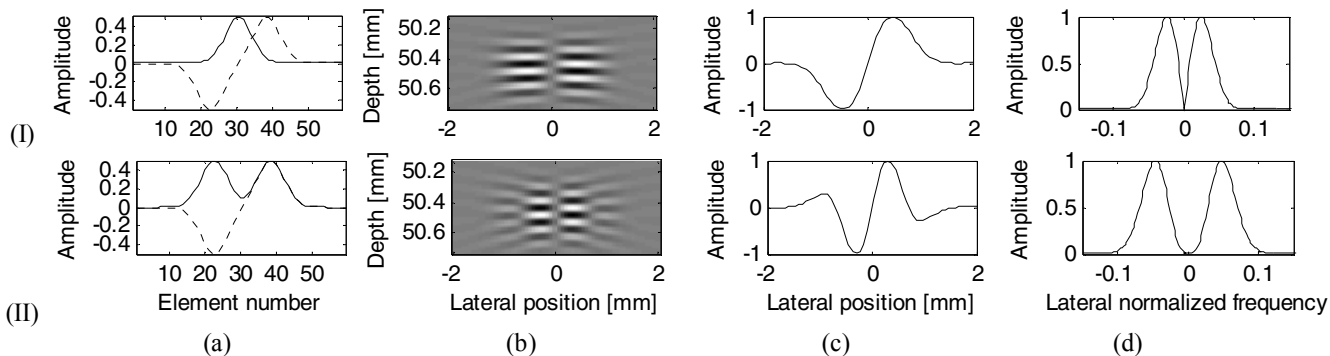 (I)
Amplitude
0.4
0.2
0
-0.2
-0.4
10 20 30 40 50
Depth [mm]
50.2
50.4
50.6
-2 0 2
Amplitude
1
0
-1
-2 0 2
Amplitude
1
0.5
0
-0.1 0 0.1
(II)
Amplitude
0.4
0.2
0
-0.2
-0.4
10 20 30 40 50
Element number
Depth [mm]
50.2
50.4
50.6
-2 0 2
Lateral position [mm]
Amplitude
1
0
-1
-2 0 2
Lateral position [mm]
Amplitude
1
0.5
0
-0.1 0 0.1
Lateral normalized frequency
(a) (b) (c) (d)